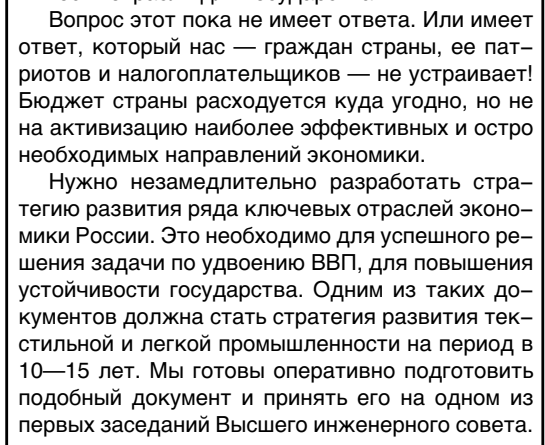 Вопрос этот пока не имеет ответа. Или имеет
ответ, который нас — граждан страны, ее пат-
риотов и налогоплательщиков — не устраивает!
Бюджет страны расходуется куда угодно, но не
на активизацию наиболее эффективных и остро
необходимых направлений экономики.
Нужно незамедлительно разработать стра-
тегию развития ряда ключевых отраслей эконо-
мики России. Это необходимо для успешного ре-
шения задачи по удвоению ВВП, для повышения
устойчивости государства. Одним из таких до-
кументов должна стать стратегия развития тек-
стильной и легкой промышленности на период в
10—15 лет. Мы готовы оперативно подготовить
подобный документ и принять его на одном из
первых заседаний Высшего инженерного совета.